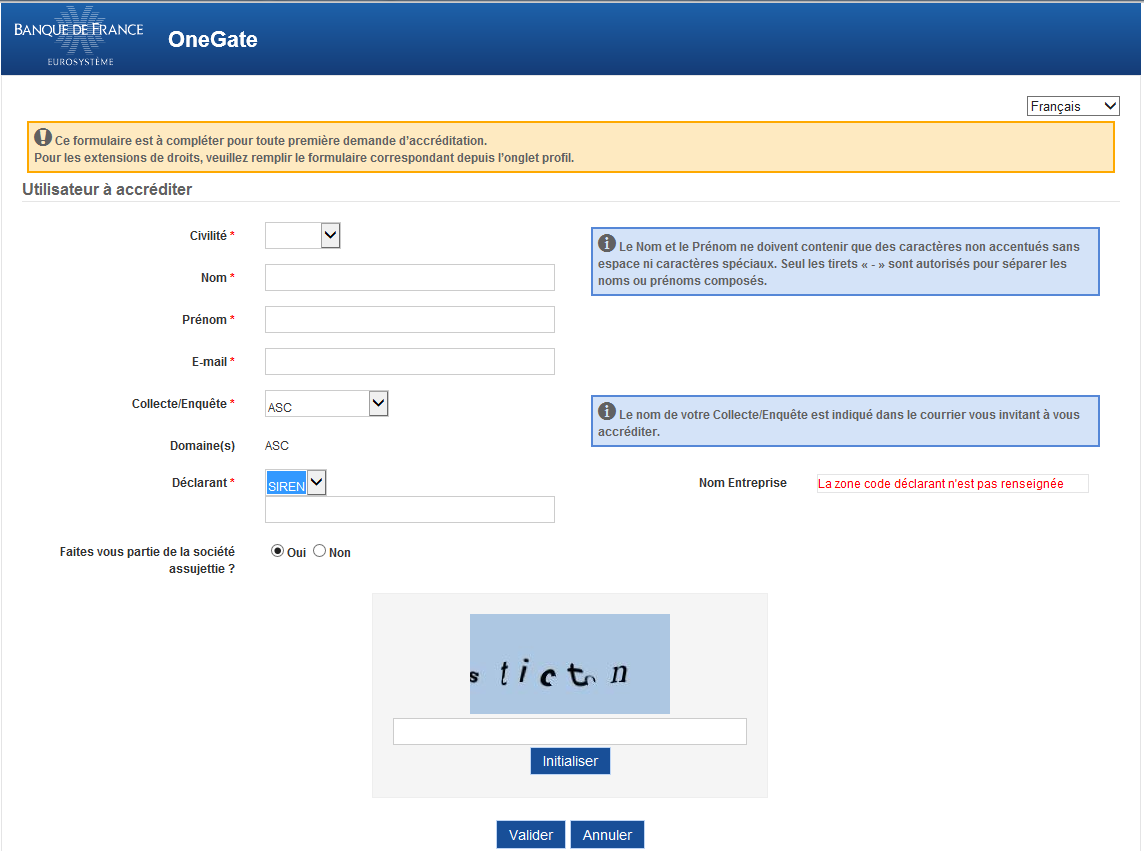 BANQUE DE FRANCE
EUROSYSTÈME
OneGate
Français
Ce formulaire est à compléter pour toute première demande d'accréditation.
Pour les extensions de droits, veuillez remplir le formulaire correspondant depuis l'onglet profil.
Utilisateur à accréditer
Civilité *
Le Nom et le Prénom ne doivent contenir que des caractères non accentués sans
espace ni caractères spéciaux. Seul les tirets « - » sont autorisés pour séparer les
noms ou prénoms composés.
Nom *
Prénom *
E-mail *
Collecte/Enquête *
ASC
Le nom de votre Collecte/Enquête est indiqué dans le courrier vous invitant à vous
accréditer.
Domaine(s)
ASC
Déclarant *
SIREN
Nom Entreprise
La zone code déclarant n'est pas renseignée
Faites vous partie de la société
assujettie ?
Oui
Non
Initialiser
Valider
Annuler